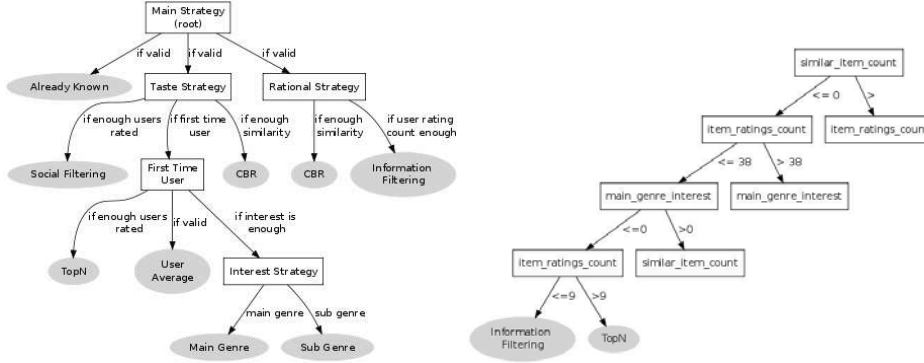 Main Strategy
(root)
if valid
if valid
if valid
Already Known
Taste Strategy
Rational Strategy
if enough users
rated
if first time
user
if enough
similarity
if enough
similarity
if user rating
count enough
Social Filtering
First Time
User
CBR
CBR
Information
Filtering
if enough users
rated
if valid
if interest is
enough
TopN
User
Average
Interest Strategy
main genre
sub genre
Main Genre
Sub Genre
similar_item_count
<= 0
>
item_ratings_count
item_ratings_count
<= 38
> 38
main_genre_interest
main_genre_interest
<=0
>0
item_ratings_count
similar_item_count
<=9
>9
Information
Filtering
TopN